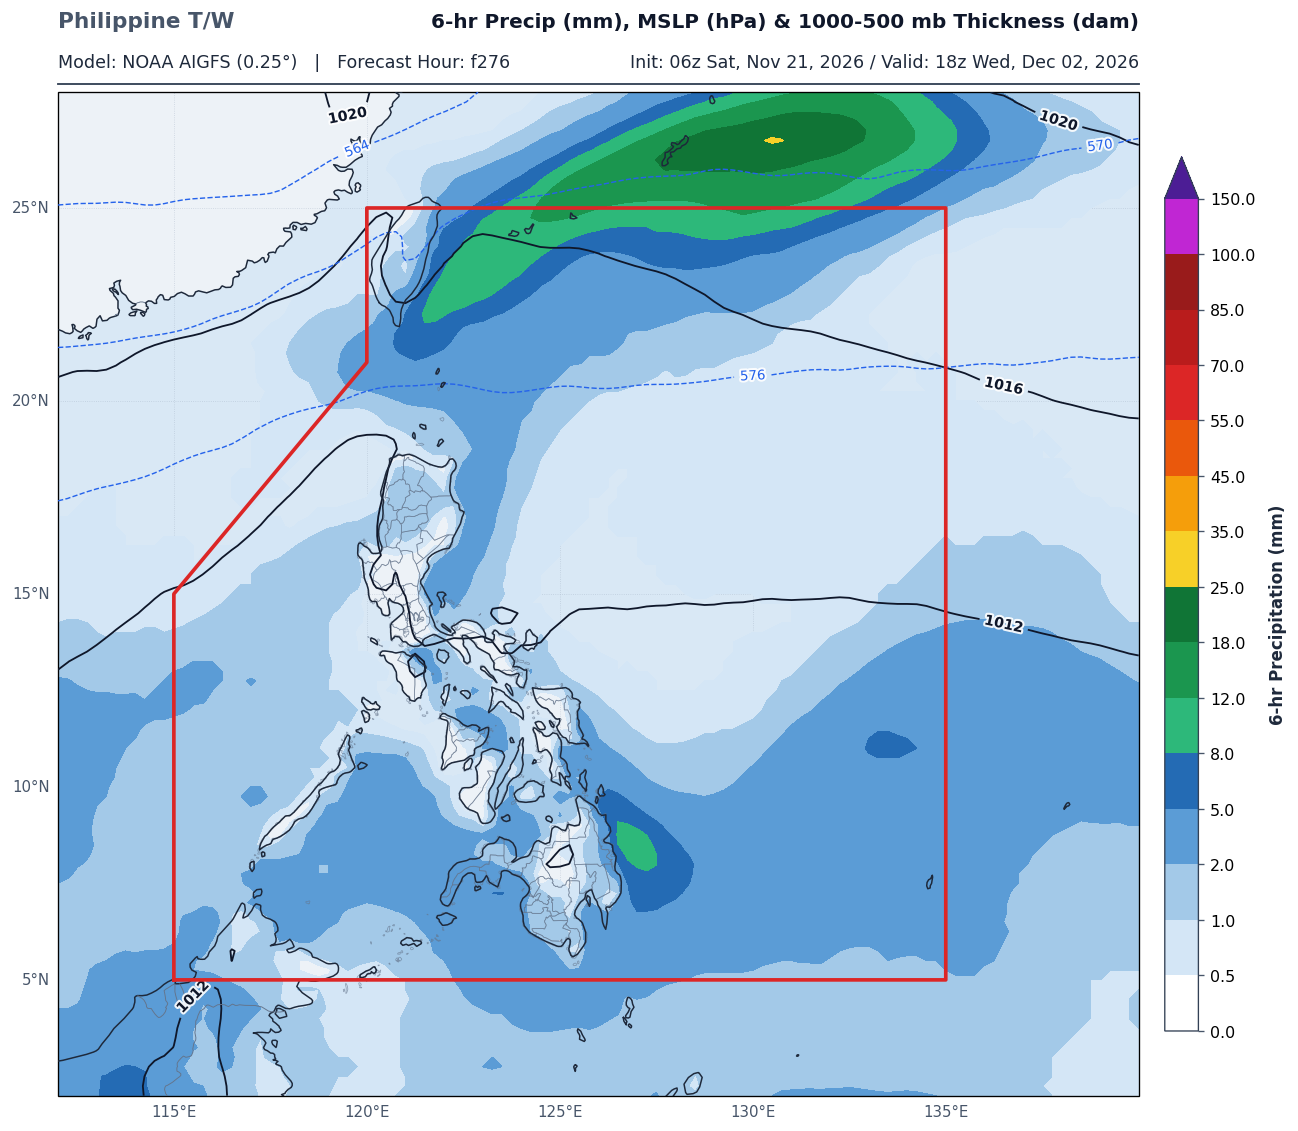 Philippine T/W
6-hr Precip (mm), MSLP (hPa) & 1000-500 mb Thickness (dam)
Model: NOAA AIGFS (0.25°) | Forecast Hour: f276
Init: 06z Sat, Nov 21, 2026 / Valid: 18z Wed, Dec 02, 2026
1020
1020
564
570
25°N
576
1016
20°N
15°N
1012
10°N
5°N
1012
115°E
120°E
125°E
130°E
135°E
150.0
100.0
85.0
70.0
55.0
45.0
35.0
25.0
18.0
12.0
8.0
5.0
2.0
1.0
0.5
0.0
6-hr Precipitation (mm)